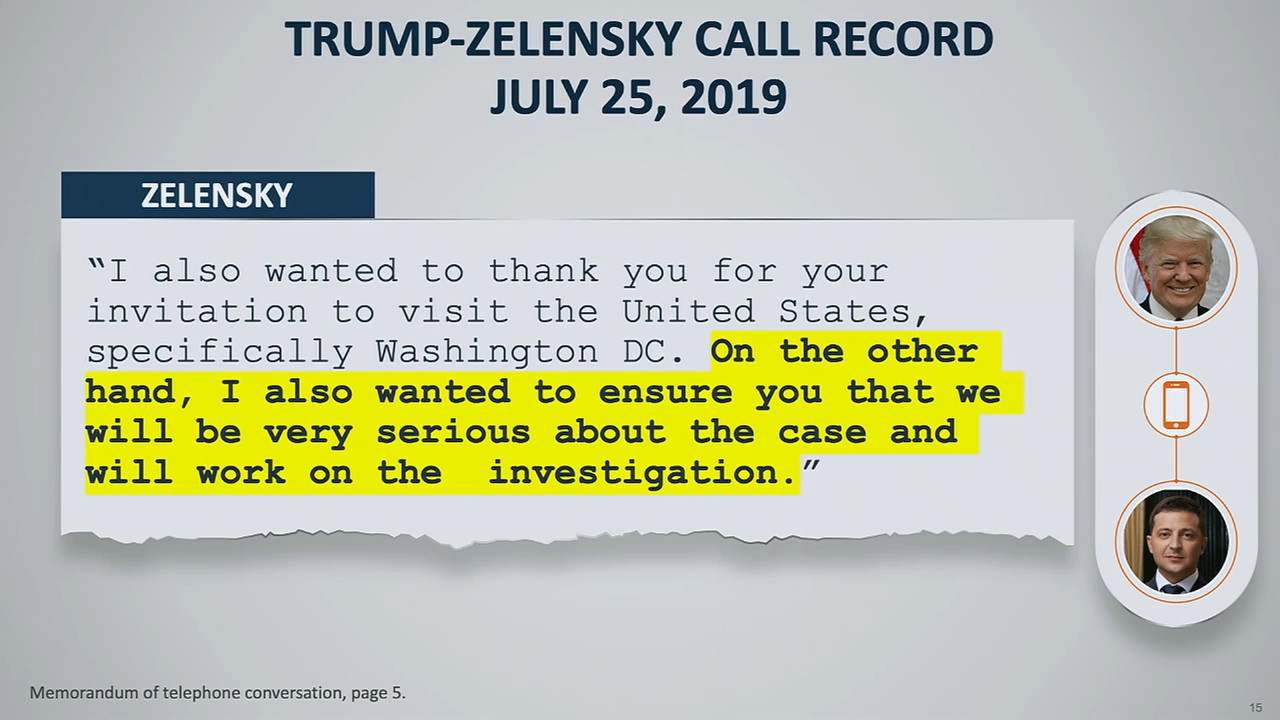 TRUMP-ZELENSKY CALL RECORD
JULY 25, 2019
ZELENSKY
“I also wanted to thank you for your
invitation to visit the United States,
specifically Washington DC. On the other
hand, I also wanted to ensure you that we
will be very serious about the case and
will work on the investigation.”
Memorandum of telephone conversation, page 5.
15